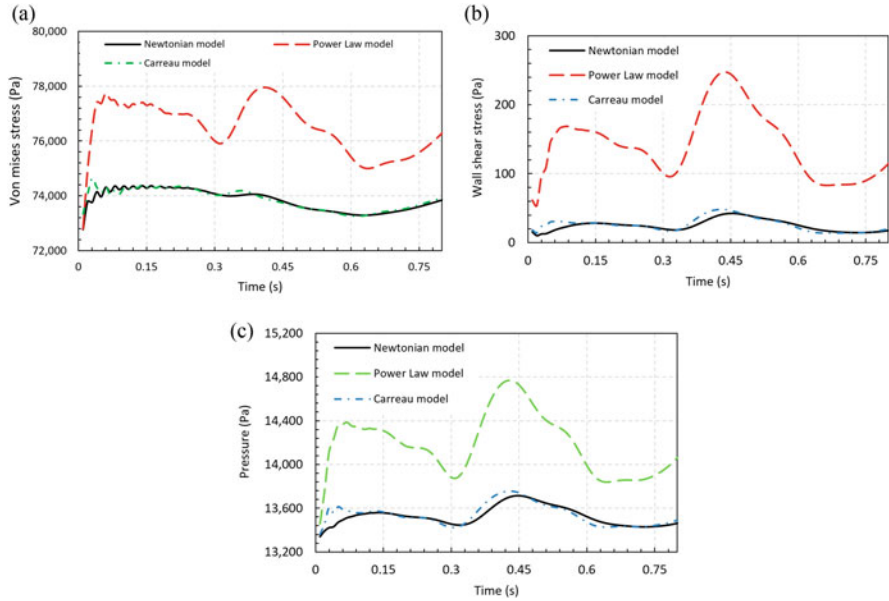 (a)
80,000
Newtonian model
Power Law model
Carreau model
78,000
76,000
74,000
72,000
Von mises stress (Pa)
0
0.15
0.3
0.45
0.6
0.75
Time (s)
(b)
300
Newtonian model
Power Law model
Carreau model
200
100
0
Wall shear stress (Pa)
0
0.15
0.3
0.45
0.6
0.75
Time (s)
(c)
15,200
Newtonian model
14,800
Power Law model
Carreau model
14,400
14,000
13,600
13,200
Pressure (Pa)
0
0.15
0.3
0.45
0.6
0.75
Time (s)